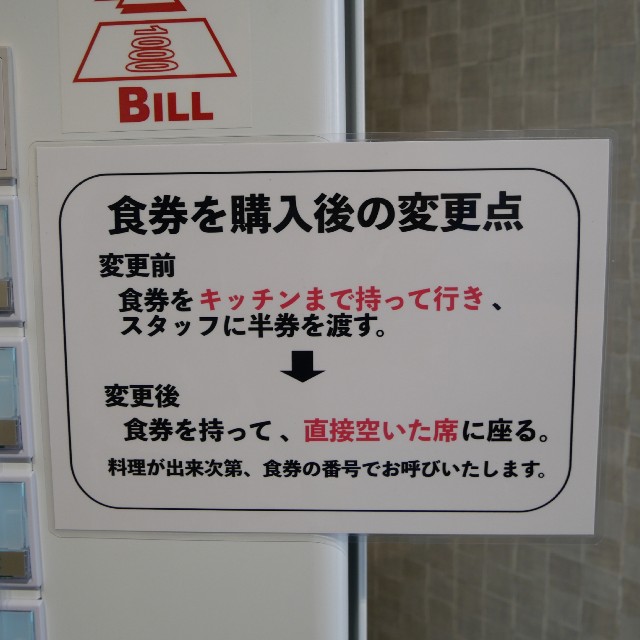 1000
BILL
食券を購入後の変更点
変更前
食券をキッチンまで持って行き、
スタッフに半券を渡す。
変更後
食券を持って、直接空いた席に座る。
料理が出来次第、食券の番号でお呼びいたします。